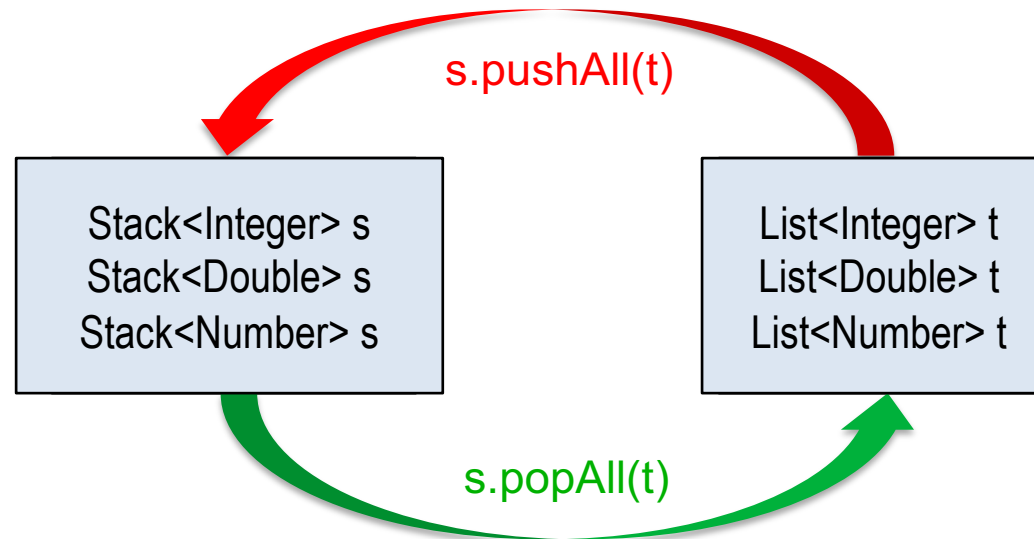 s.pushAll(t)
Stack<Integer> s
Stack<Double> s
Stack<Number> s
List<Integer> t
List<Double> t
List<Number> t
s.popAll(t)